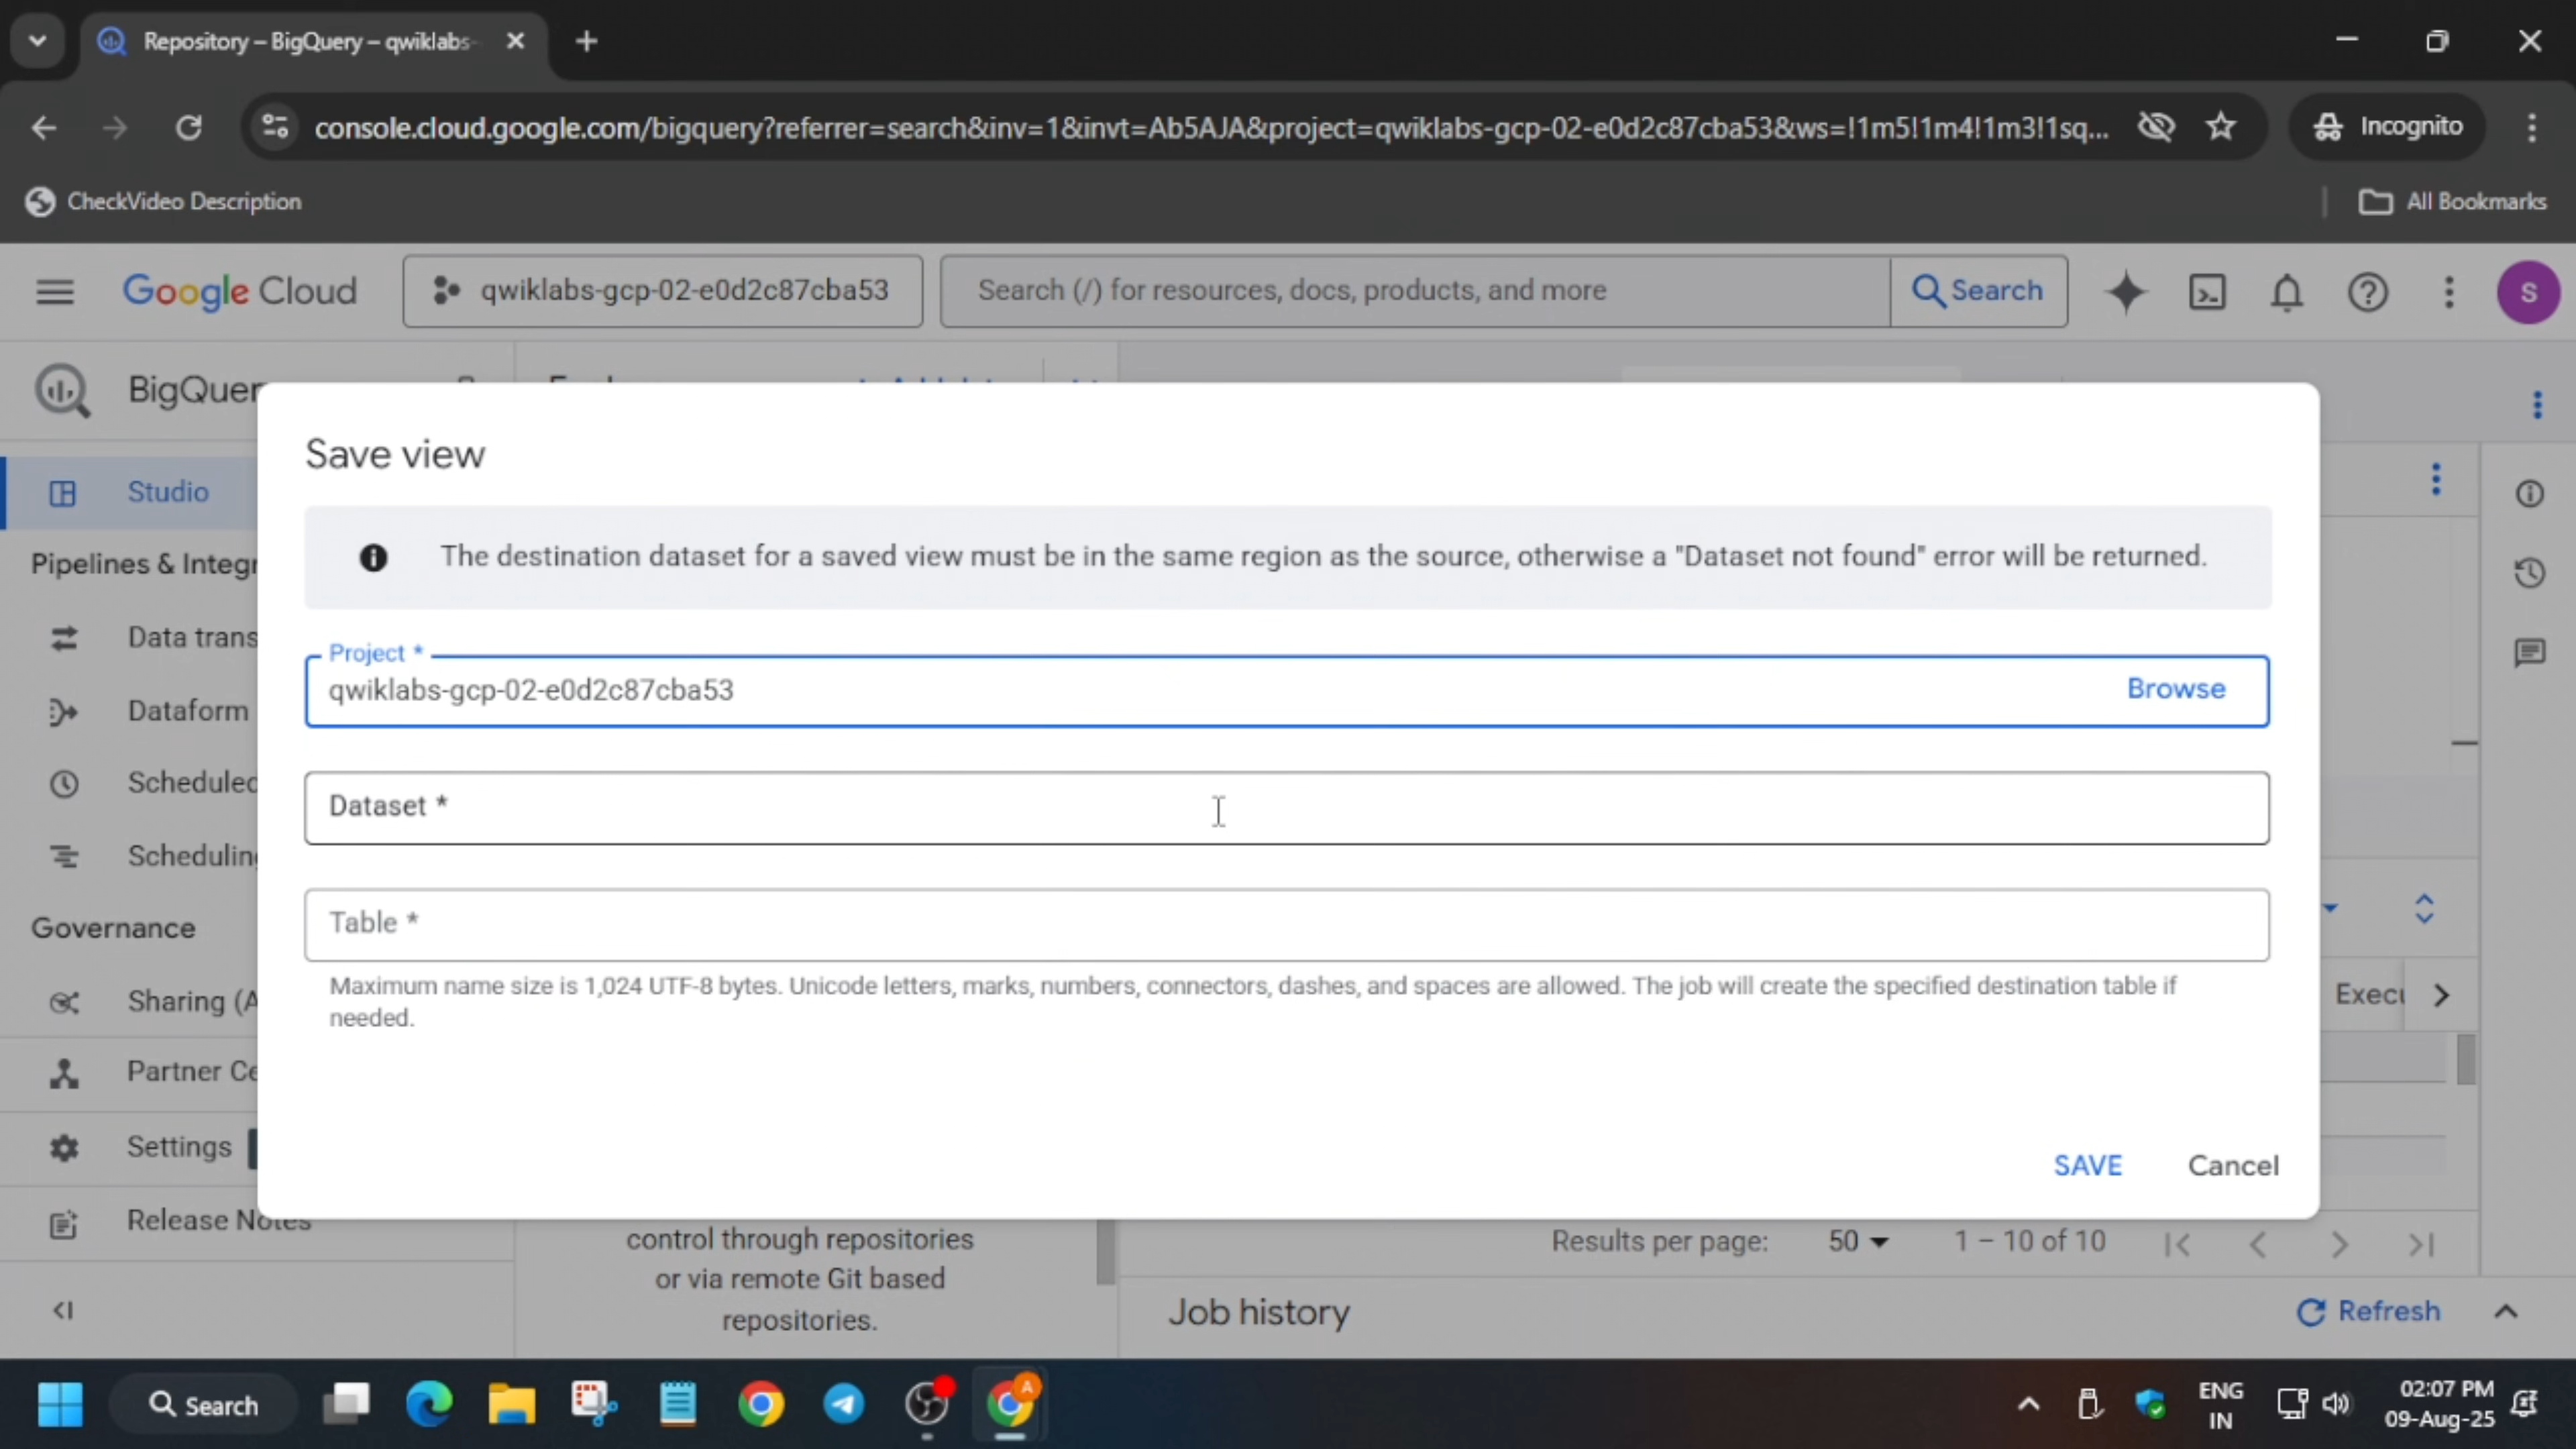 Repository – BigQuery – qwiklabs-
console.cloud.google.com/bigquery?referrer=search&inv=1&invt=Ab5AJA&project=qwiklabs-gcp-02-e0d2c87cba53&ws=!1m5!1m4!1m3!1sq...
Incognito
CheckVideo Description
All Bookmarks
Google Cloud
qwiklabs-gcp-02-e0d2c87cba53
Search (/) for resources, docs, products, and more
Search
S
BigQuer
Save view
Studio
The destination dataset for a saved view must be in the same region as the source, otherwise a "Dataset not found" error will be returned.
Pipelines & Integr
Project *
qwiklabs-gcp-02-e0d2c87cba53
Browse
Data trans
Dataform
Dataset *
Scheduled
Scheduling
Table *
Governance
Maximum name size is 1,024 UTF-8 bytes. Unicode letters, marks, numbers, connectors, dashes, and spaces are allowed. The job will create the specified destination table if
needed.
Sharing (A
Execu
Partner Ce
Settings
SAVE
Cancel
Release Notes
control through repositories
or via remote Git based
repositories.
Results per page:
50
1 – 10 of 10
Job history
Refresh
Search
A
ENG
IN
02:07 PM
09-Aug-25